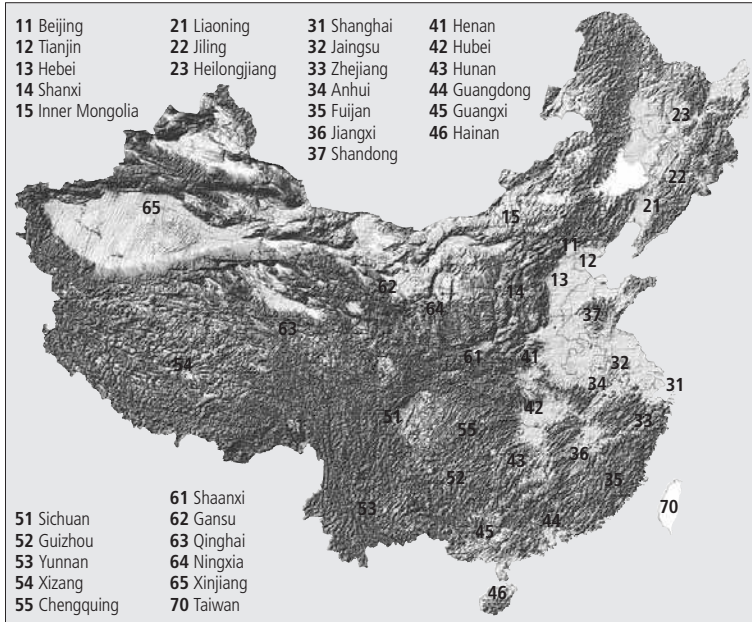 11 Beijing
12 Tianjin
13 Hebei
14 Shanxi
15 Inner Mongolia
21 Liaoning
22 Jiling
23 Heilongjiang
31 Shanghai
32 Jaingsu
33 Zhejiang
34 Anhui
35 Fuijan
36 Jiangxi
37 Shandong
41 Henan
42 Hubei
43 Hunan
44 Guangdong
45 Guangxi
46 Hainan
23
22
65
15
21
11
12
13
62
14
64
37
63
61
41
32
54
34
31
51
42
33
55
43
36
52
35
53
70
44
45
46
51 Sichuan
52 Guizhou
53 Yunnan
54 Xizang
55 Chengquing
61 Shaanxi
62 Gansu
63 Qinghai
64 Ningxia
65 Xinjiang
70 Taiwan